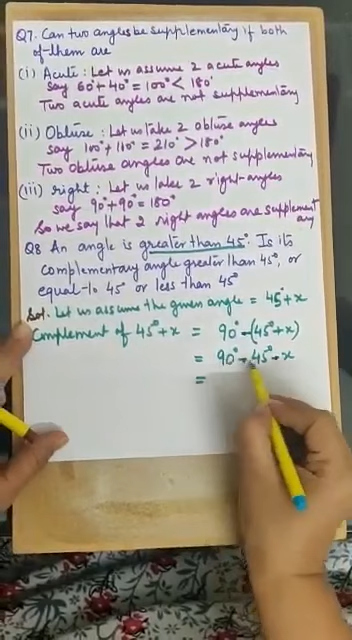 Q7. Can two angles be supplementary if both
of them are
(i) Acute : Let us assume 2 acute angles
say 60°+40° = 100° < 180°
Two acute angles are not supplementary
(ii) Obtuse : Let us take 2 obtuse angles
say 100°+110° = 210° > 180°
Two obtuse angles are not supplementary
(iii) right : Let us take 2 right-angles
say 90°+90° = 180°
So we say that 2 right angles are supplement
ary
Q8 An angle is greater than 45°. Is its
complementary angle greater than 45°, or
equal to 45° or less than 45°
Sol. Let us assume the given angle = 45°+x
Complement of 45°+x = 90°-(45°+x)
= 90°-45°-x
=